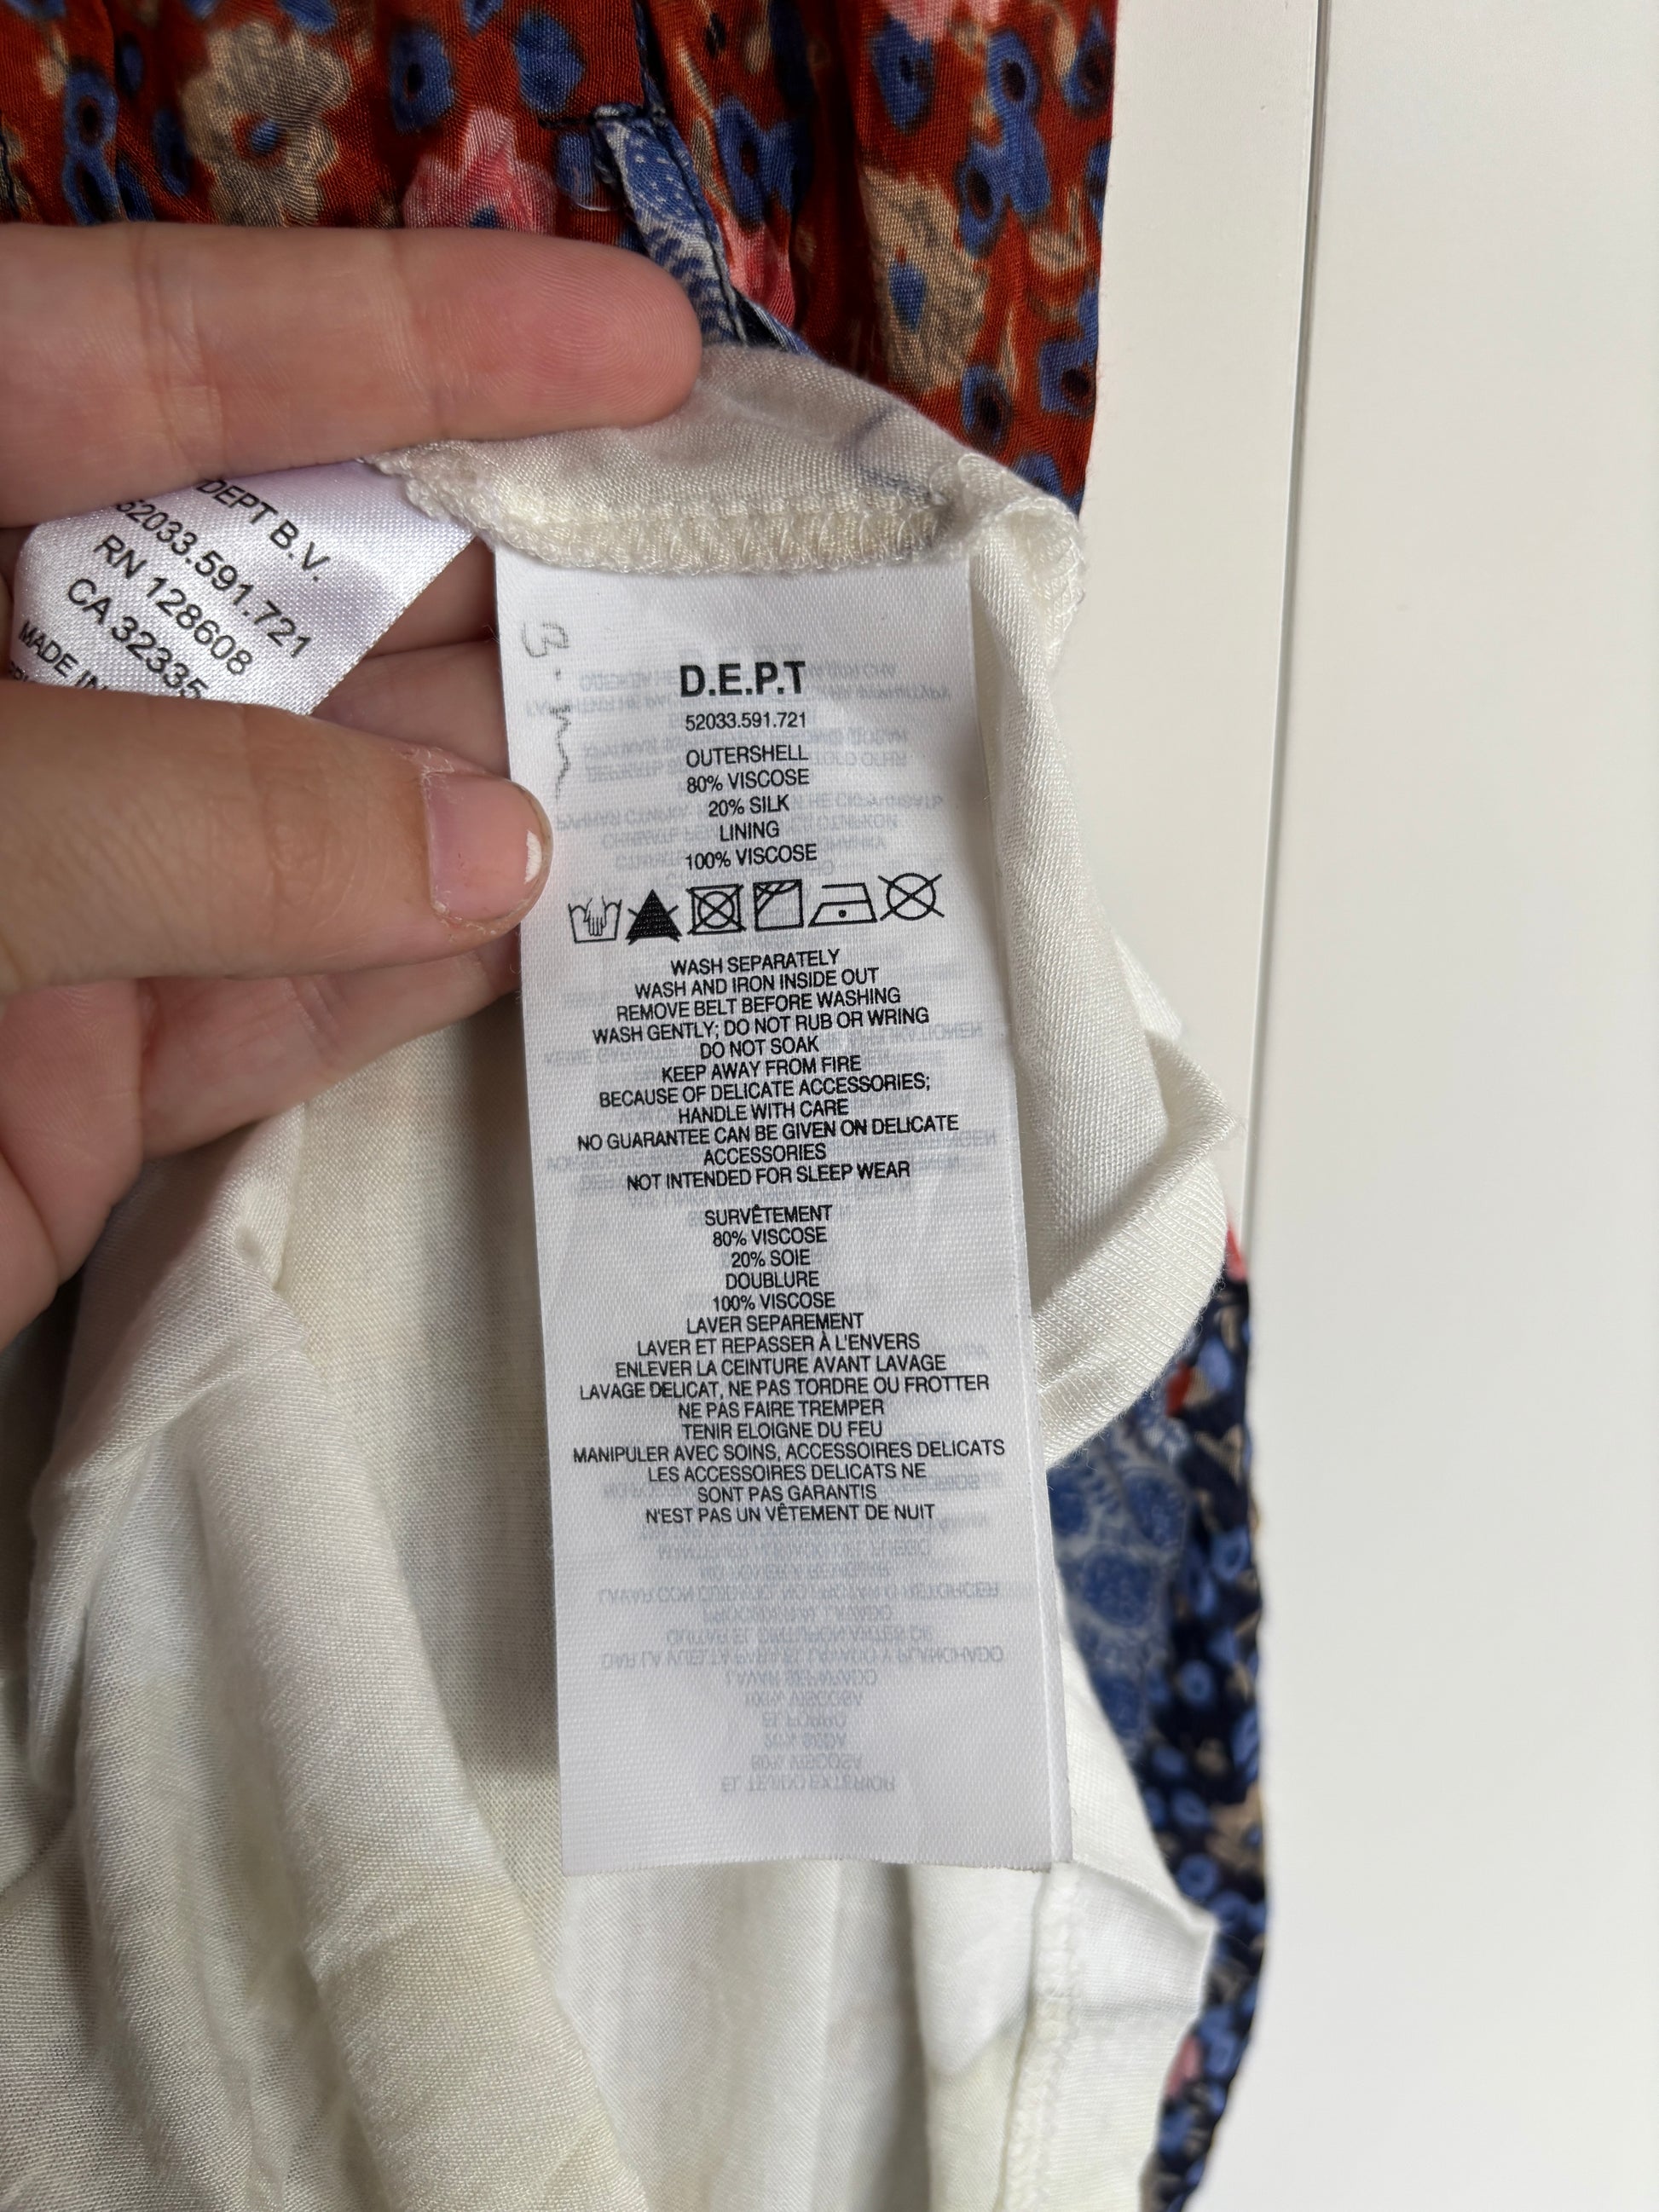 DEPT B.V.
52033.591.721
RN 128608
CA 32335
MADE IN
D.E.P.T
52033.591.721
OUTERSHELL
80% VISCOSE
20% SILK
LINING
100% VISCOSE
WASH SEPARATELY
WASH AND IRON INSIDE OUT
REMOVE BELT BEFORE WASHING
WASH GENTLY; DO NOT RUB OR WRING
DO NOT SOAK
KEEP AWAY FROM FIRE
BECAUSE OF DELICATE ACCESSORIES;
HANDLE WITH CARE
NO GUARANTEE CAN BE GIVEN ON DELICATE
ACCESSORIES
NOT INTENDED FOR SLEEP WEAR
SURVÊTEMENT
80% VISCOSE
20% SOIE
DOUBLURE
100% VISCOSE
LAVER SEPAREMENT
LAVER ET REPASSER À L'ENVERS
ENLEVER LA CEINTURE AVANT LAVAGE
LAVAGE DELICAT, NE PAS TORDRE OU FROTTER
NE PAS FAIRE TREMPER
TENIR ELOIGNE DU FEU
MANIPULER AVEC SOINS, ACCESSOIRES DELICATS
LES ACCESSOIRES DELICATS NE
SONT PAS GARANTIS
N'EST PAS UN VÊTEMENT DE NUIT